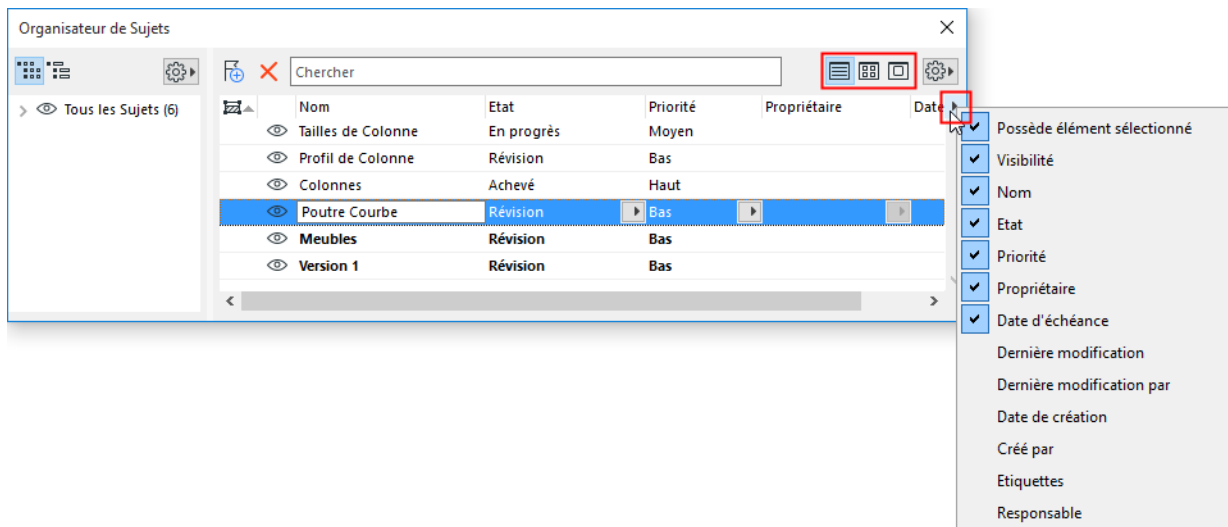 Organisateur de Sujets
Chercher
Tous les Sujets (6)
Nom Etat Priorité Propriétaire Date
Tailles de Colonne En progrès Moyen
Profil de Colonne Révision Bas
Colonnes Achevé Haut
Poutre Courbe Révision Bas
Meubles Révision Bas
Version 1 Révision Bas
Possède élément sélectionné
Visibilité
Nom
Etat
Priorité
Propriétaire
Date d'échéance
Dernière modification
Dernière modification par
Date de création
Créé par
Etiquettes
Responsable